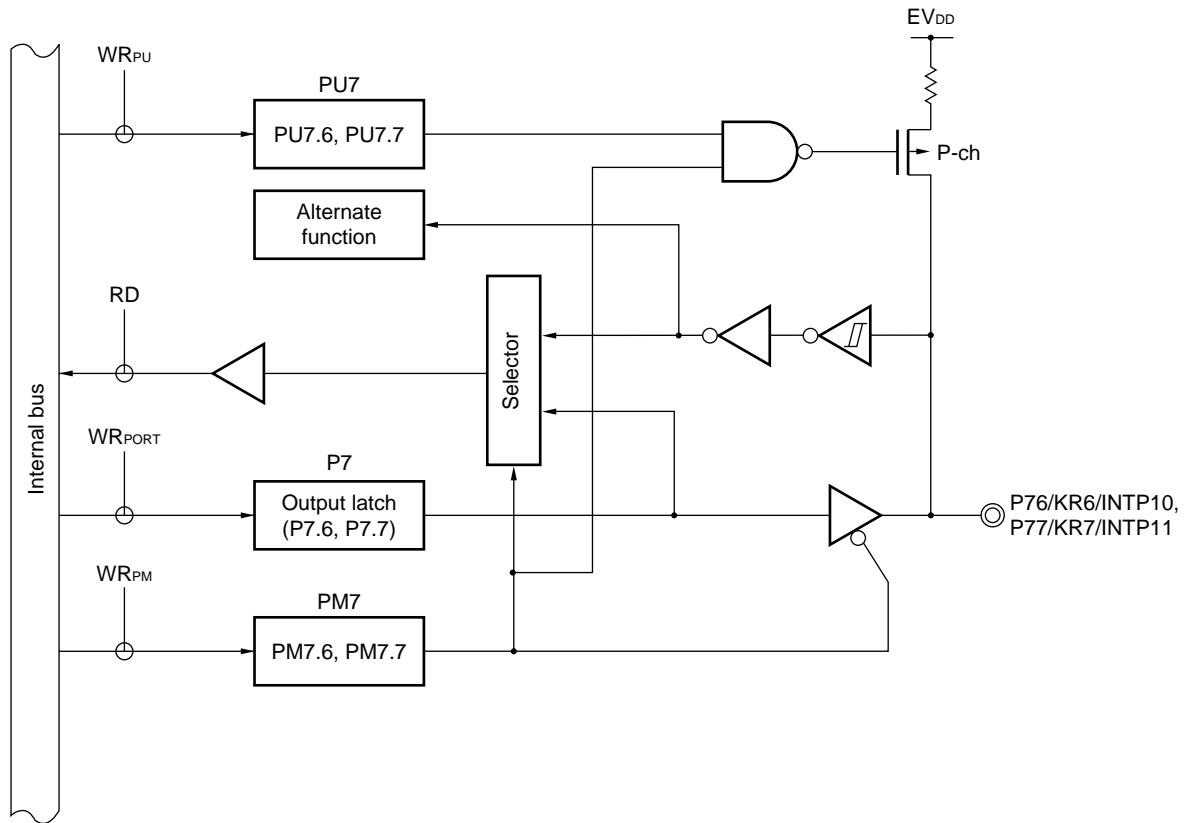 EVDD
WRPU
PU7
PU7.6, PU7.7
P-ch
Alternate
function
RD
Selector
Internal bus
WRPORT
P7
Output latch
(P7.6, P7.7)
P76/KR6/INTP10,
P77/KR7/INTP11
WRPM
PM7
PM7.6, PM7.7